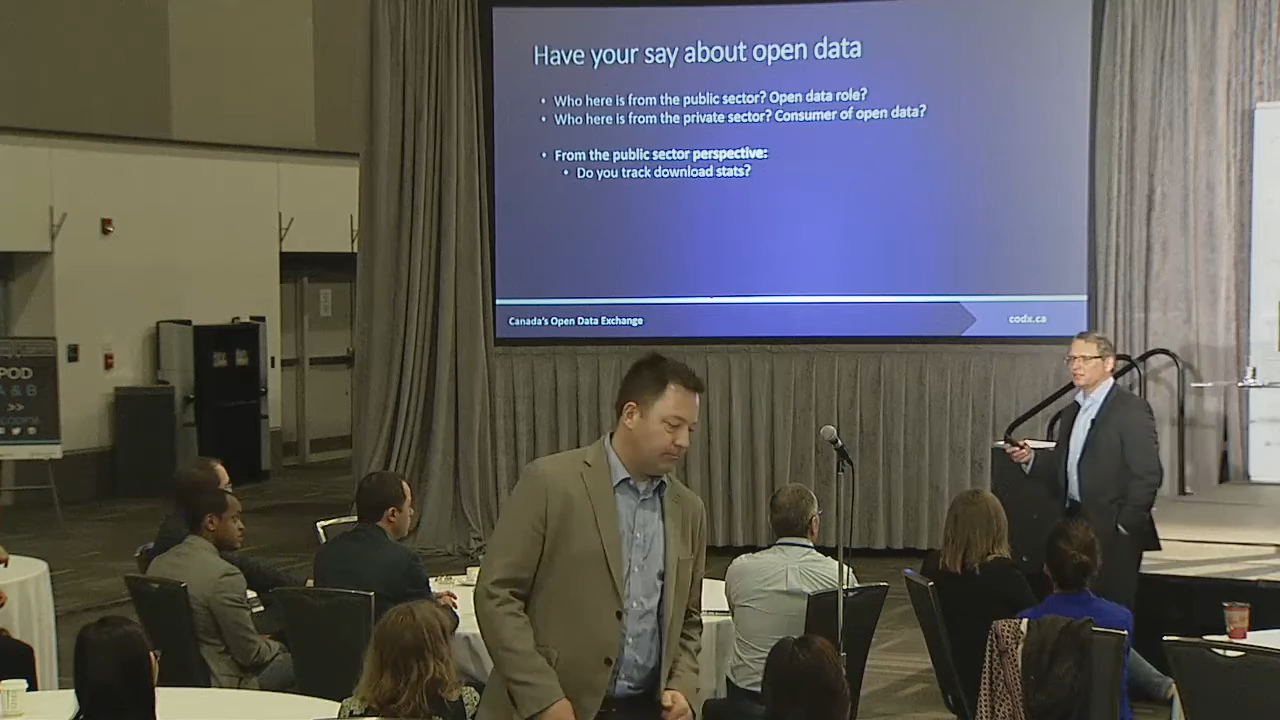 Have your say about open data
• Who here is from the public sector? Open data role?
• Who here is from the private sector? Consumer of open data?
• From the public sector perspective:
• Do you track download stats?
Canada's Open Data Exchange
codx.ca
POD
A & B
>>